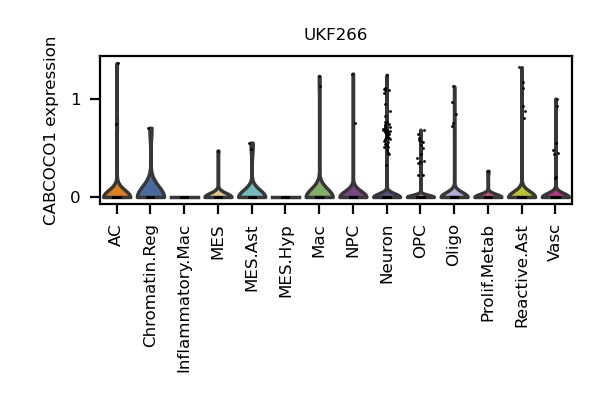 UKF266
CABCOCO1 expression
1
0
AC
Chromatin.Reg
Inflammatory.Mac
MES
MES.Ast
MES.Hyp
Mac
NPC
Neuron
OPC
Oligo
Prolif.Metab
Reactive.Ast
Vasc